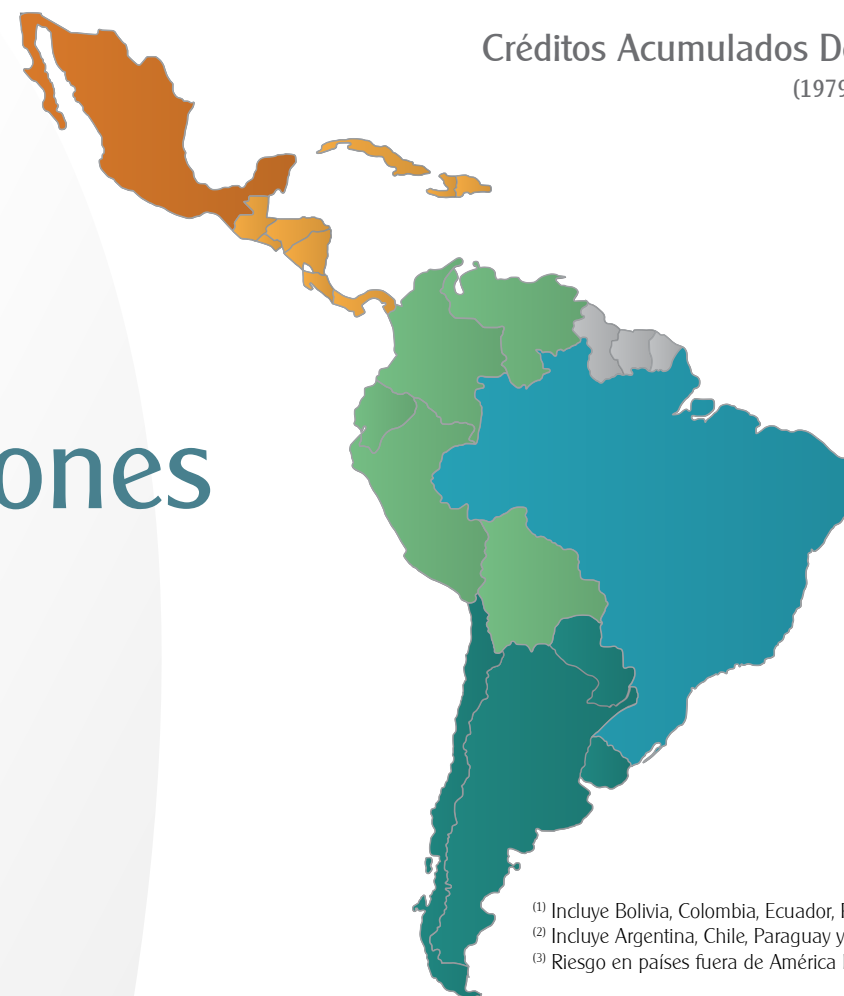 Créditos Acumulados
(1979
ones
(1) Incluye Bolivia, Colombia, Ecuador,
(2) Incluye Argentina, Chile, Paraguay y
(3) Riesgo en países fuera de América